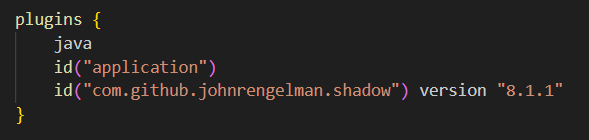 plugins {
    java
    id("application")
    id("com.github.johnrengelman.shadow") version "8.1.1"
}